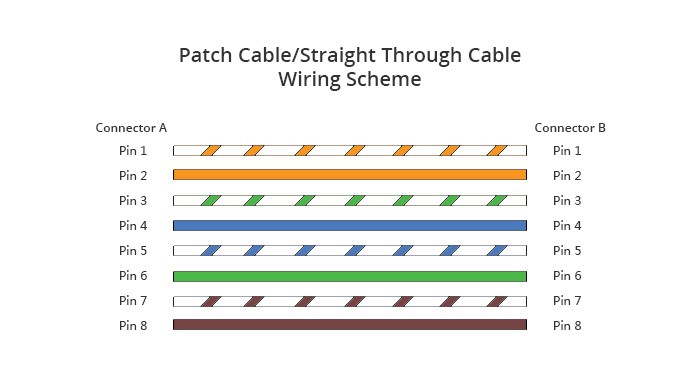 Patch Cable/Straight Through Cable
Wiring Scheme
Connector A Connector B
Pin 1 Pin 1
Pin 2 Pin 2
Pin 3 Pin 3
Pin 4 Pin 4
Pin 5 Pin 5
Pin 6 Pin 6
Pin 7 Pin 7
Pin 8 Pin 8